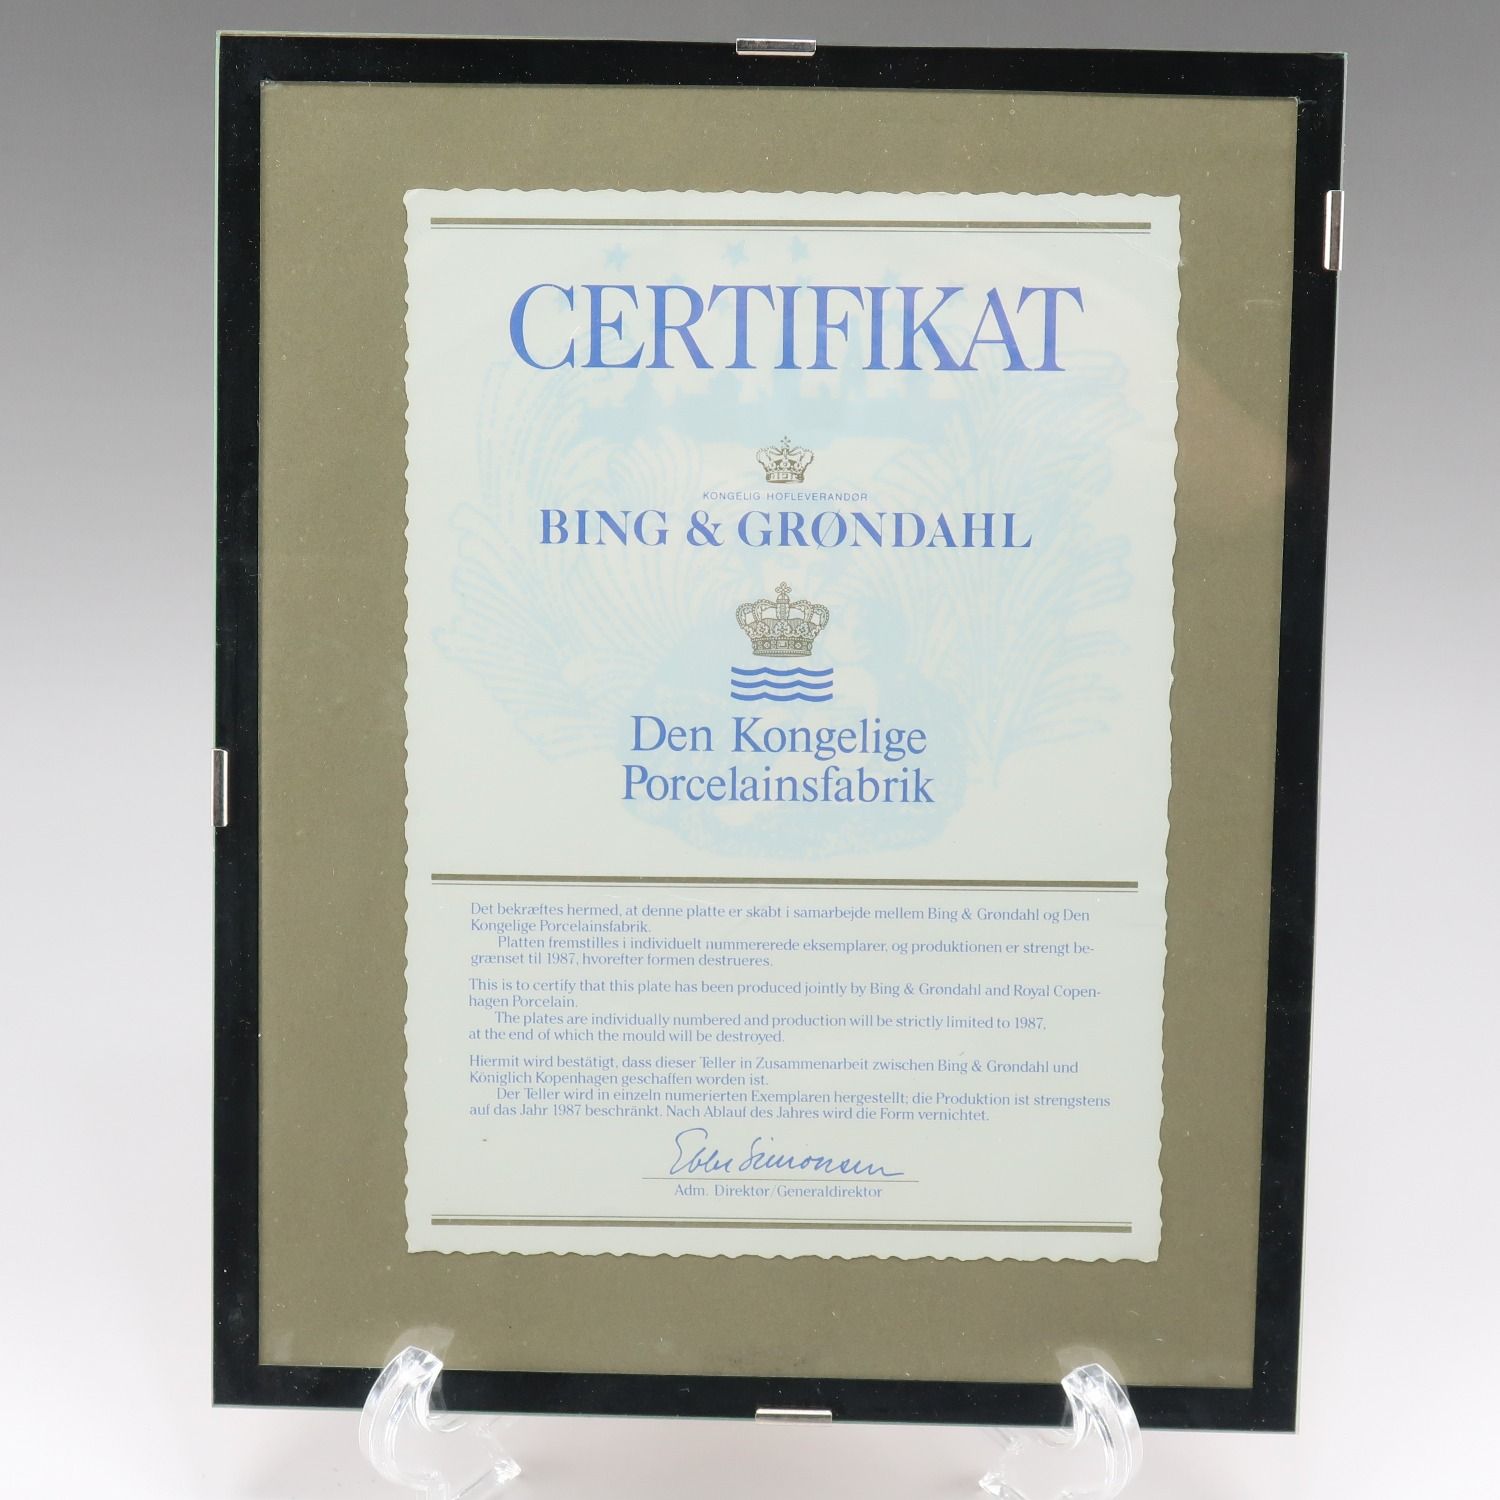 CERTIFIKAT
KONGELIG HOFLEVERANDØR
BING & GRØNDAHL
Den Kongelige
Porcelainsfabrik
Det bekræftes hermed, at denne platte er skabt i samarbejde mellem Bing & Grøndahl og Den
Kongelige Porcelainsfabrik.
Platten fremstilles i individuelt nummererede eksemplarer, og produktionen er strengt be-
grænset til 1987, hvorefter formen destrueres.
This is to certify that this plate has been produced jointly by Bing & Grøndahl and Royal Copen-
hagen Porcelain.
The plates are individually numbered and production will be strictly limited to 1987,
at the end of which the mould will be destroyed.
Hiermit wird bestätigt, dass dieser Teller in Zusammenarbeit zwischen Bing & Grøndahl und
Königlich Kopenhagen geschaffen worden ist.
Der Teller wird in einzeln numerierten Exemplaren hergestellt; die Produktion ist strengstens
auf das Jahr 1987 beschränkt. Nach Ablauf des Jahres wird die Form vernichtet.
Ebbe Simonsen
Adm. Direktør/Generaldirektor